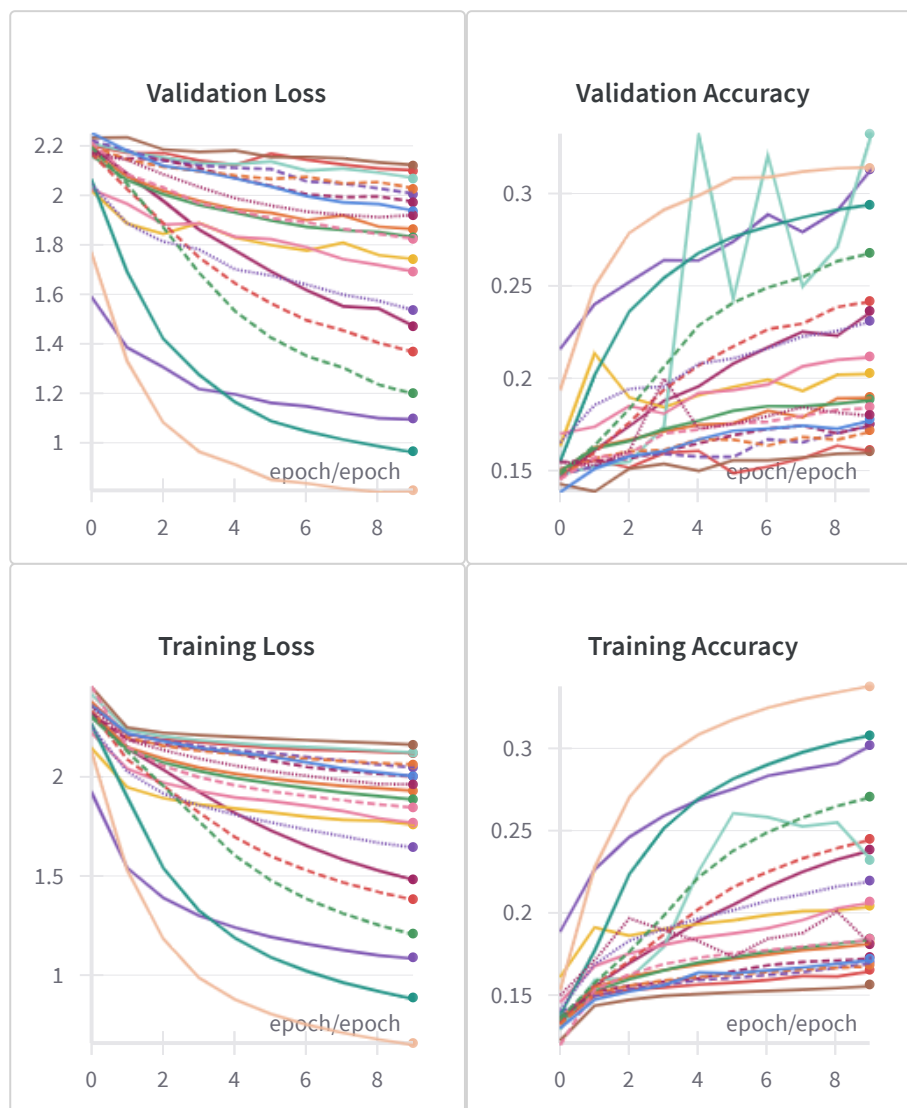 Validation Loss
2.2
2
1.8
1.6
1.4
1.2
1
epoch/epoch
0 2 4 6 8
Validation Accuracy
0.3
0.25
0.2
0.15
epoch/epoch
0 2 4 6 8
Training Loss
2
1.5
1
epoch/epoch
0 2 4 6 8
Training Accuracy
0.3
0.25
0.2
0.15
epoch/epoch
0 2 4 6 8